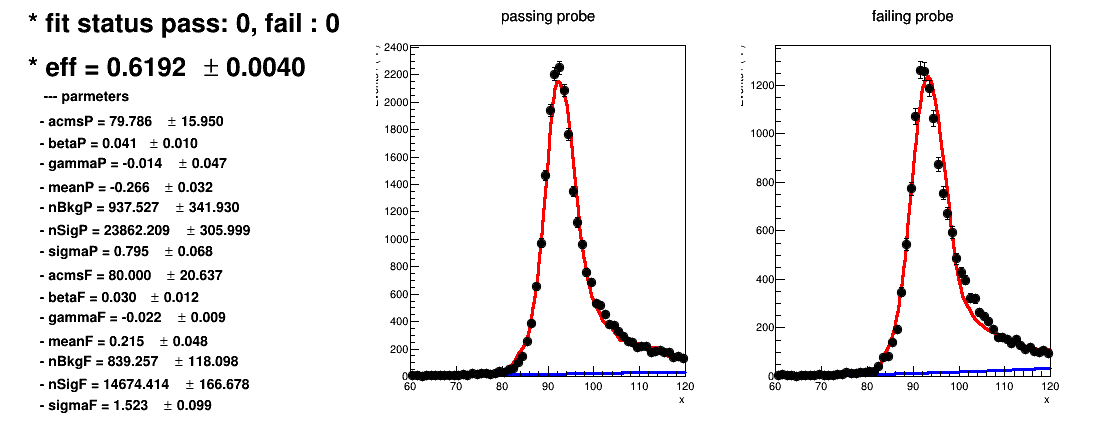 * fit status pass: 0, fail : 0
* eff = 0.6192 ± 0.0040
--- parmeters
- acmsP = 79.786 ± 15.950
- betaP = 0.041 ± 0.010
- gammaP = -0.014 ± 0.047
- meanP = -0.266 ± 0.032
- nBkgP = 937.527 ± 341.930
- nSigP = 23862.209 ± 305.999
- sigmaP = 0.795 ± 0.068
- acmsF = 80.000 ± 20.637
- betaF = 0.030 ± 0.012
- gammaF = -0.022 ± 0.009
- meanF = 0.215 ± 0.048
- nBkgF = 839.257 ± 118.098
- nSigF = 14674.414 ± 166.678
- sigmaF = 1.523 ± 0.099
passing probe
2400
2200
2000
1800
1600
1400
1200
1000
800
600
400
200
0
60 70 80 90 100 110 120
x
failing probe
1200
1000
800
600
400
200
0
60 70 80 90 100 110 120
x